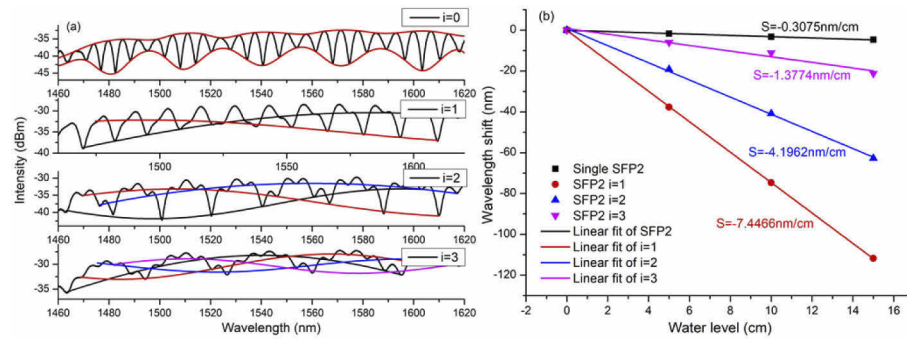 (a)
i=0
-35
-40
-45
1460 1480 1500 1520 1540 1560 1580 1600 1620
i=1
-30
-35
-40
1500 1550 1600
i=2
-30
-35
-40
1460 1480 1500 1520 1540 1560 1580 1600 1620
i=3
-30
-35
1460 1480 1500 1520 1540 1560 1580 1600 1620
Intensity (dBm)
Wavelength (nm)
(b)
S=-0.3075nm/cm
S=-1.3774nm/cm
S=-4.1962nm/cm
S=-7.4466nm/cm
Single SFP2
SFP2 i=1
SFP2 i=2
SFP2 i=3
Linear fit of SFP2
Linear fit of i=1
Linear fit of i=2
Linear fit of i=3
0
-20
-40
-60
-80
-100
-120
-2 0 2 4 6 8 10 12 14 16
Wavelength shift (nm)
Water level (cm)